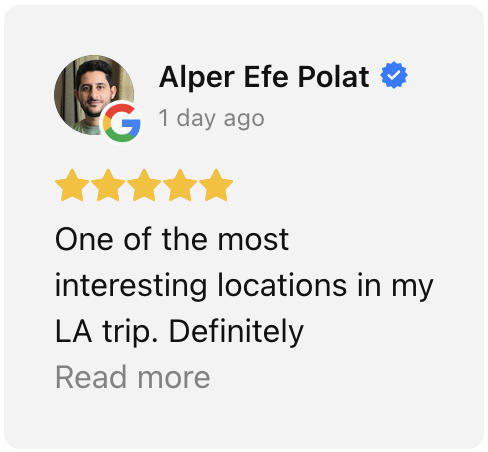 Alper Efe Polat
1 day ago
One of the most
interesting locations in my
LA trip. Definitely
Read more